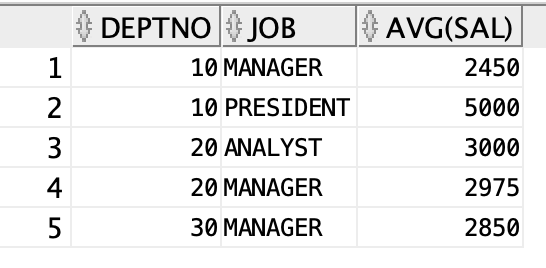 DEPTNO JOB AVG(SAL)
1 10 MANAGER 2450
2 10 PRESIDENT 5000
3 20 ANALYST 3000
4 20 MANAGER 2975
5 30 MANAGER 2850